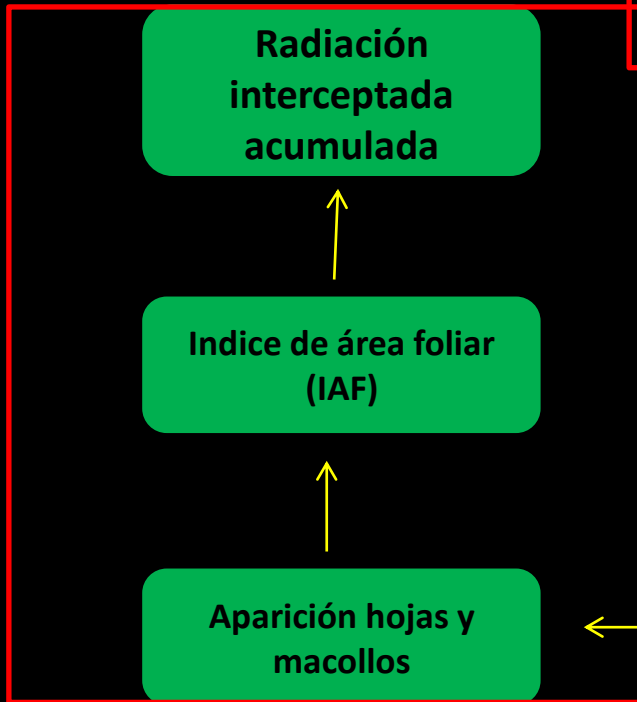 Radiación
interceptada
acumulada
Indice de área foliar
(IAF)
Aparición hojas y
macollos